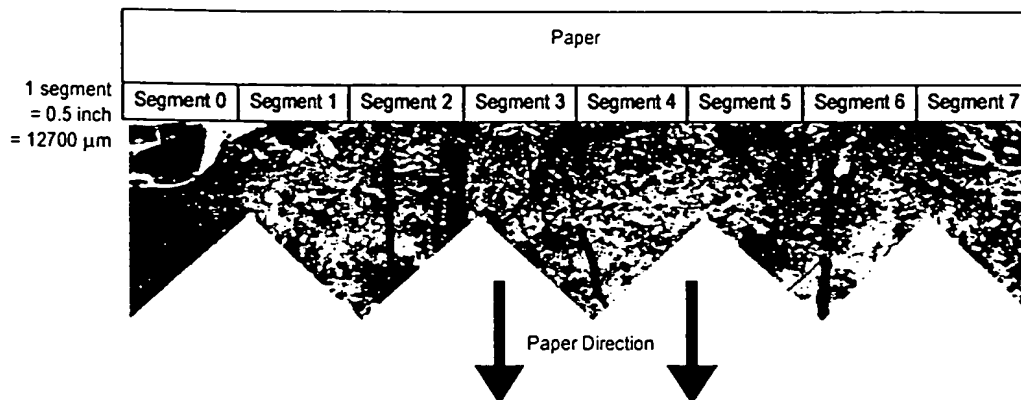 Paper
1 segment
= 0.5 inch
= 12700 µm
Segment 0 Segment 1 Segment 2 Segment 3 Segment 4 Segment 5 Segment 6 Segment 7
Paper Direction